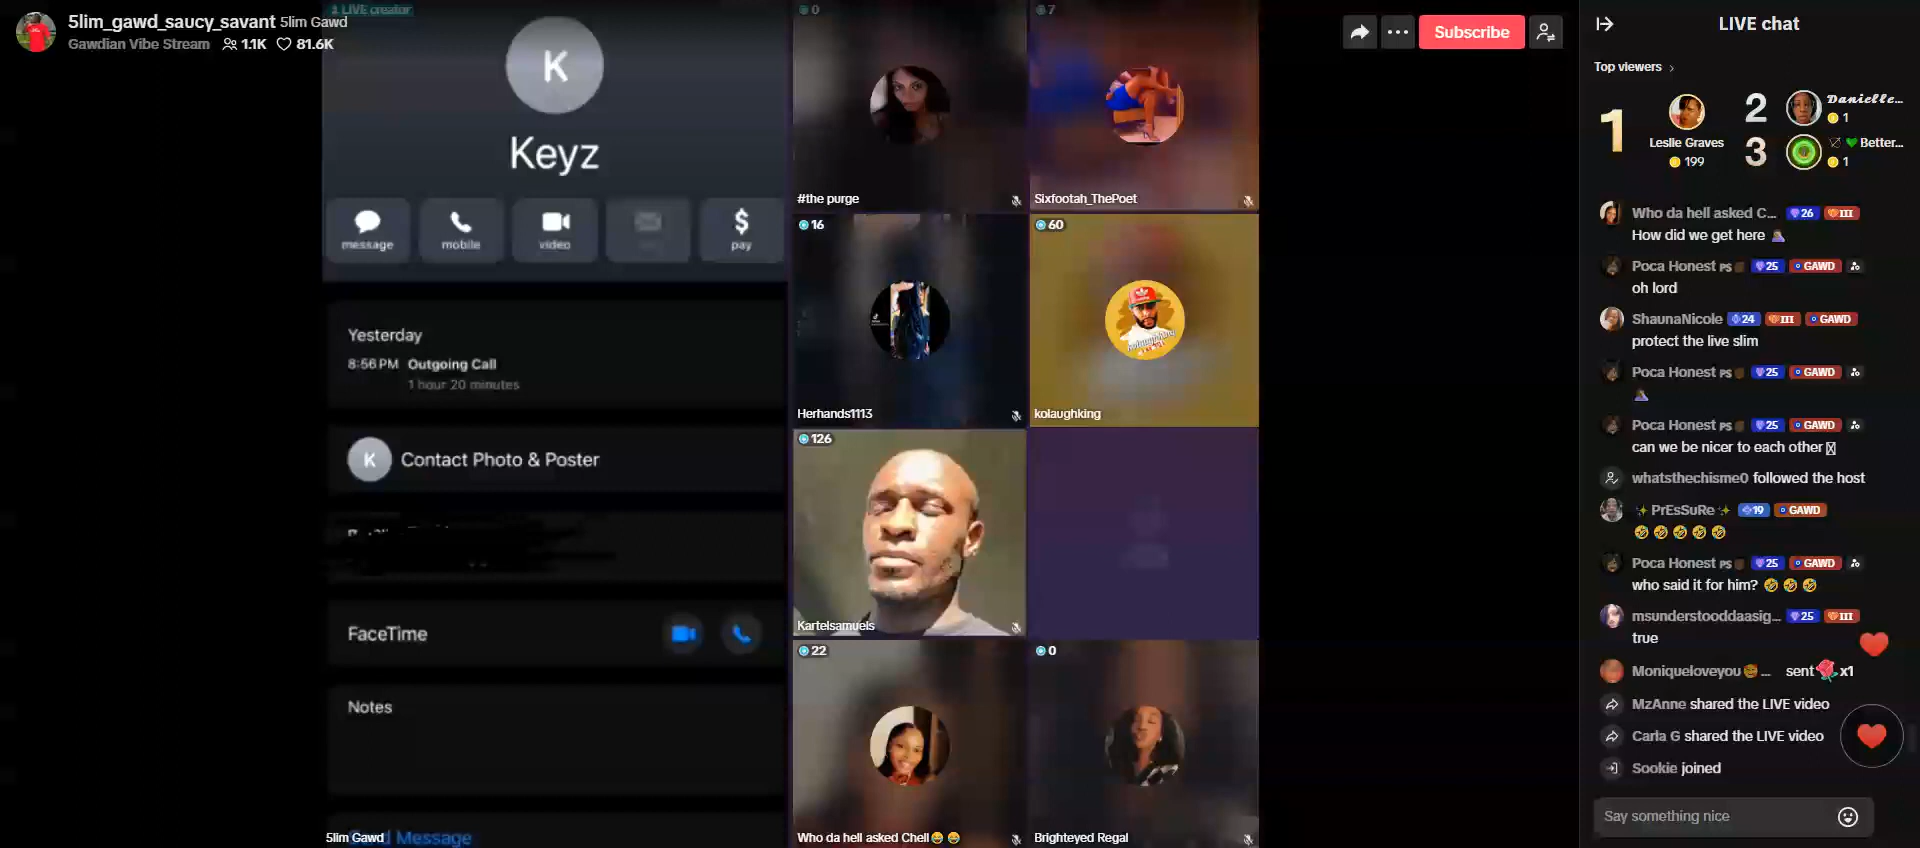 5lim_gawd_saucy_savant 5lim Gawd
Gawdian Vibe Stream 1.1K 81.6K
LIVE creator
K
Keyz
message mobile video pay
Yesterday
8:56 PM Outgoing Call
1 hour 20 minutes
K Contact Photo & Poster
FaceTime
Notes
Message
5lim Gawd
0
#the purge
7
Sixfootah_ThePoet
16
Herhands1113
60
kolaughking
126
Kartelsamuels
22
Who da hell asked Chell😂 😂
0
Brighteyed Regal
Subscribe
LIVE chat
Top viewers >
1 Leslie Graves 199
2 𝓓𝓪𝓷𝓲𝓮𝓵𝓵𝓮... 1
3 💚 Better... 1
Who da hell asked C... 26 III
How did we get here
Poca Honest PS 25 GAWD
oh lord
ShaunaNicole 24 III GAWD
protect the live slim
Poca Honest PS 25 GAWD
Poca Honest PS 25 GAWD
can we be nicer to each other
whatsthechisme0 followed the host
✨ PrEsSuRe ✨ 19 GAWD
🤣 🤣 🤣 🤣 🤣
Poca Honest PS 25 GAWD
who said it for him? 🤣 🤣 🤣
msunderstooddaasig... 25 III
true
Moniqueloveyou ... sent 🌹 x1
MzAnne shared the LIVE video
Carla G shared the LIVE video
Sookie joined
Say something nice